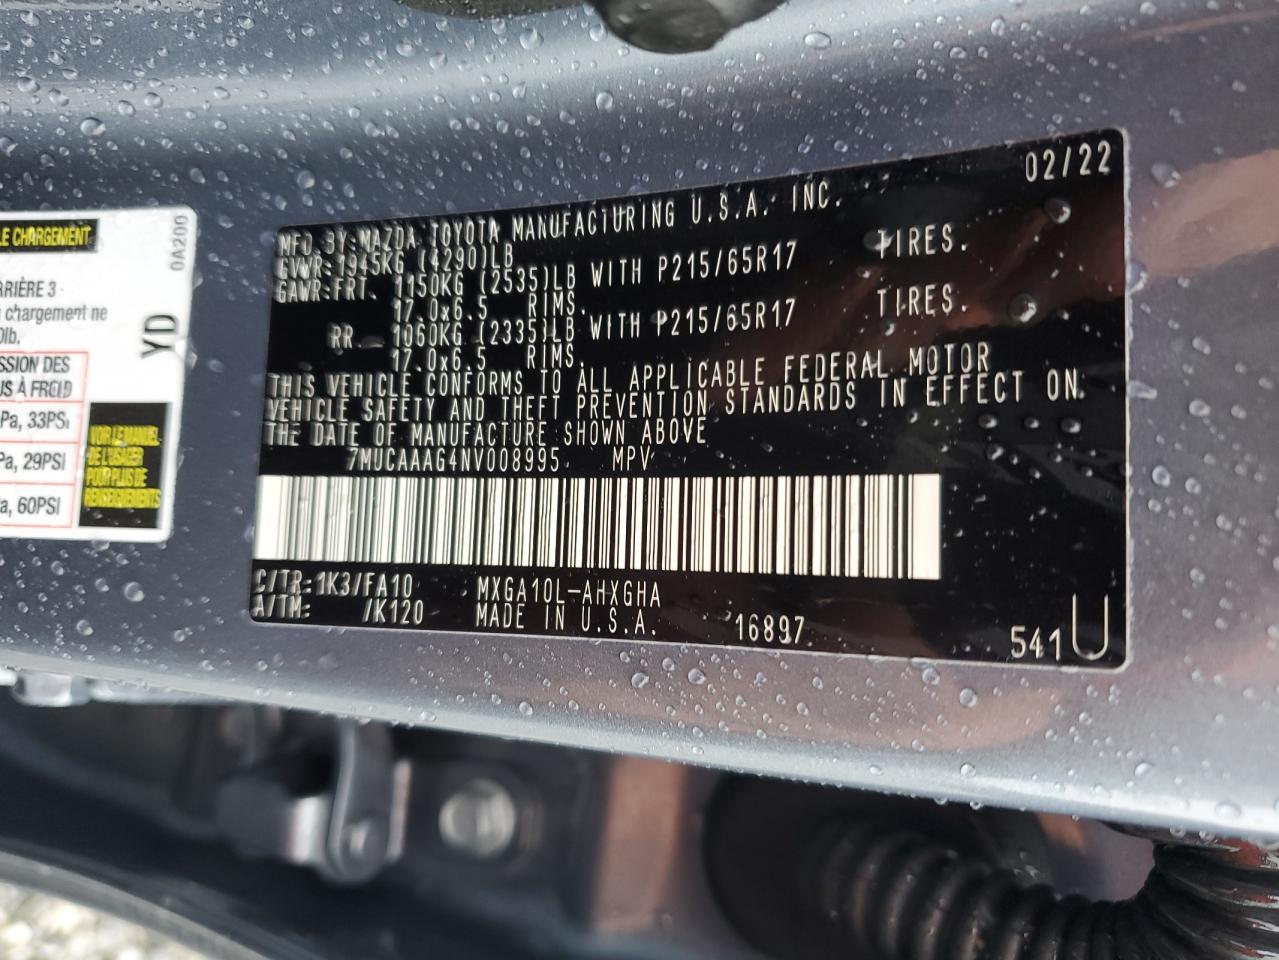 LE CHARGEMENT
0A200
RRIÈRE 3
u chargement ne
0lb.
YD
SSION DES
US À FROID
Pa, 33PSI
Pa, 29PSI
a, 60PSI
VOIR LE MANUEL
DE L'USAGER
POUR PLUS DE
RENSEIGNEMENTS
02/22
MFD. BY: MAZDA TOYOTA MANUFACTURING U.S.A. INC.
GVWR:1945KG (4290)LB
GAWR:FRT. 1150KG (2535)LB WITH P215/65R17 TIRES.
17.0x6.5 RIMS.
RR 1060KG (2335)LB WITH P215/65R17 TIRES.
17.0x6.5 RIMS.
THIS VEHICLE CONFORMS TO ALL APPLICABLE FEDERAL MOTOR
VEHICLE SAFETY AND THEFT PREVENTION STANDARDS IN EFFECT ON
THE DATE OF MANUFACTURE SHOWN ABOVE
7MUCAAAG4NV008995 MPV
C/TR:1K3/FA10 MXGA10L-AHXGHA
A/TM: /K120 MADE IN U.S.A. 16897
541U